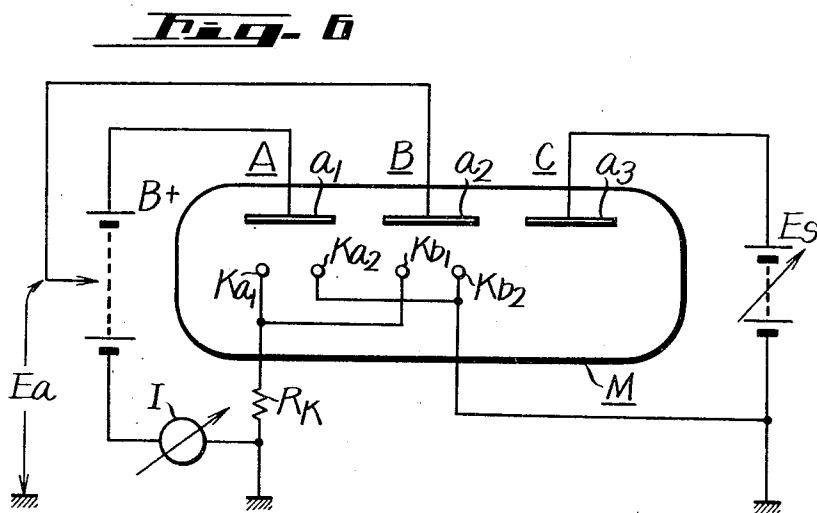 Fig. 6
A a1 B a2 C a3
B+
Es
Ka1 Ka2 Kb1 Kb2
Ea
I
RK
M